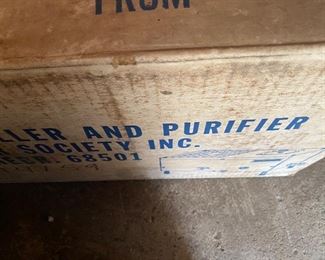 FROM
LLER AND PURIFIER
SOCIETY INC.
68501